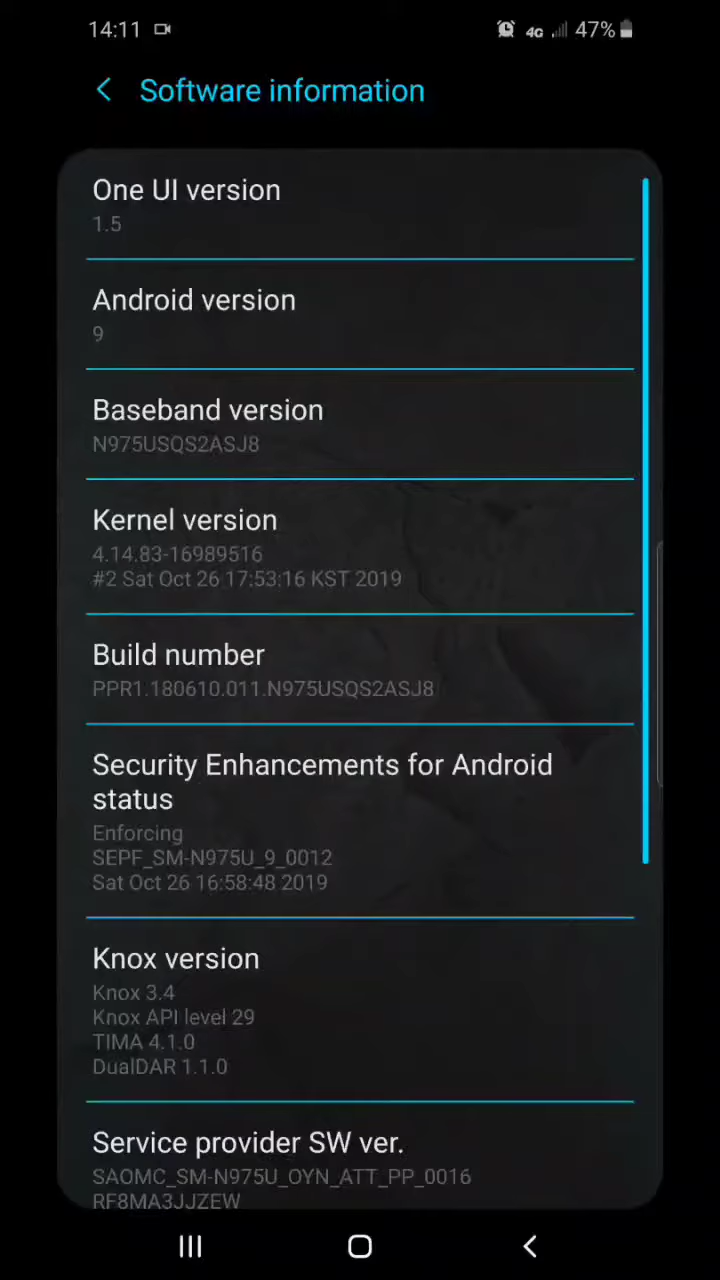 14:11 4G 47%
Software information
One UI version
1.5
Android version
9
Baseband version
N975USQS2ASJ8
Kernel version
4.14.83-16989516
#2 Sat Oct 26 17:53:16 KST 2019
Build number
PPR1.180610.011.N975USQS2ASJ8
Security Enhancements for Android
status
Enforcing
SEPF_SM-N975U_9_0012
Sat Oct 26 16:58:48 2019
Knox version
Knox 3.4
Knox API level 29
TIMA 4.1.0
DualDAR 1.1.0
Service provider SW ver.
SAOMC_SM-N975U_OYN_ATT_PP_0016
RF8MA3JJZEW